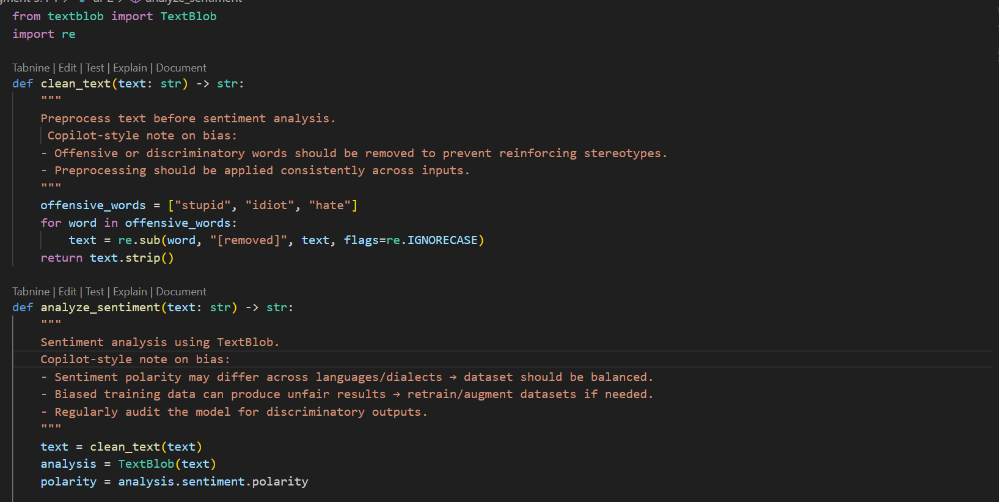 analyze_sentiment
from textblob import TextBlob
import re
Tabnine | Edit | Test | Explain | Document
def clean_text(text: str) -> str:
"""
Preprocess text before sentiment analysis.
Copilot-style note on bias:
- Offensive or discriminatory words should be removed to prevent reinforcing stereotypes.
- Preprocessing should be applied consistently across inputs.
"""
offensive_words = ["stupid", "idiot", "hate"]
for word in offensive_words:
text = re.sub(word, "[removed]", text, flags=re.IGNORECASE)
return text.strip()
Tabnine | Edit | Test | Explain | Document
def analyze_sentiment(text: str) -> str:
"""
Sentiment analysis using TextBlob.
Copilot-style note on bias:
- Sentiment polarity may differ across languages/dialects → dataset should be balanced.
- Biased training data can produce unfair results → retrain/augment datasets if needed.
- Regularly audit the model for discriminatory outputs.
"""
text = clean_text(text)
analysis = TextBlob(text)
polarity = analysis.sentiment.polarity